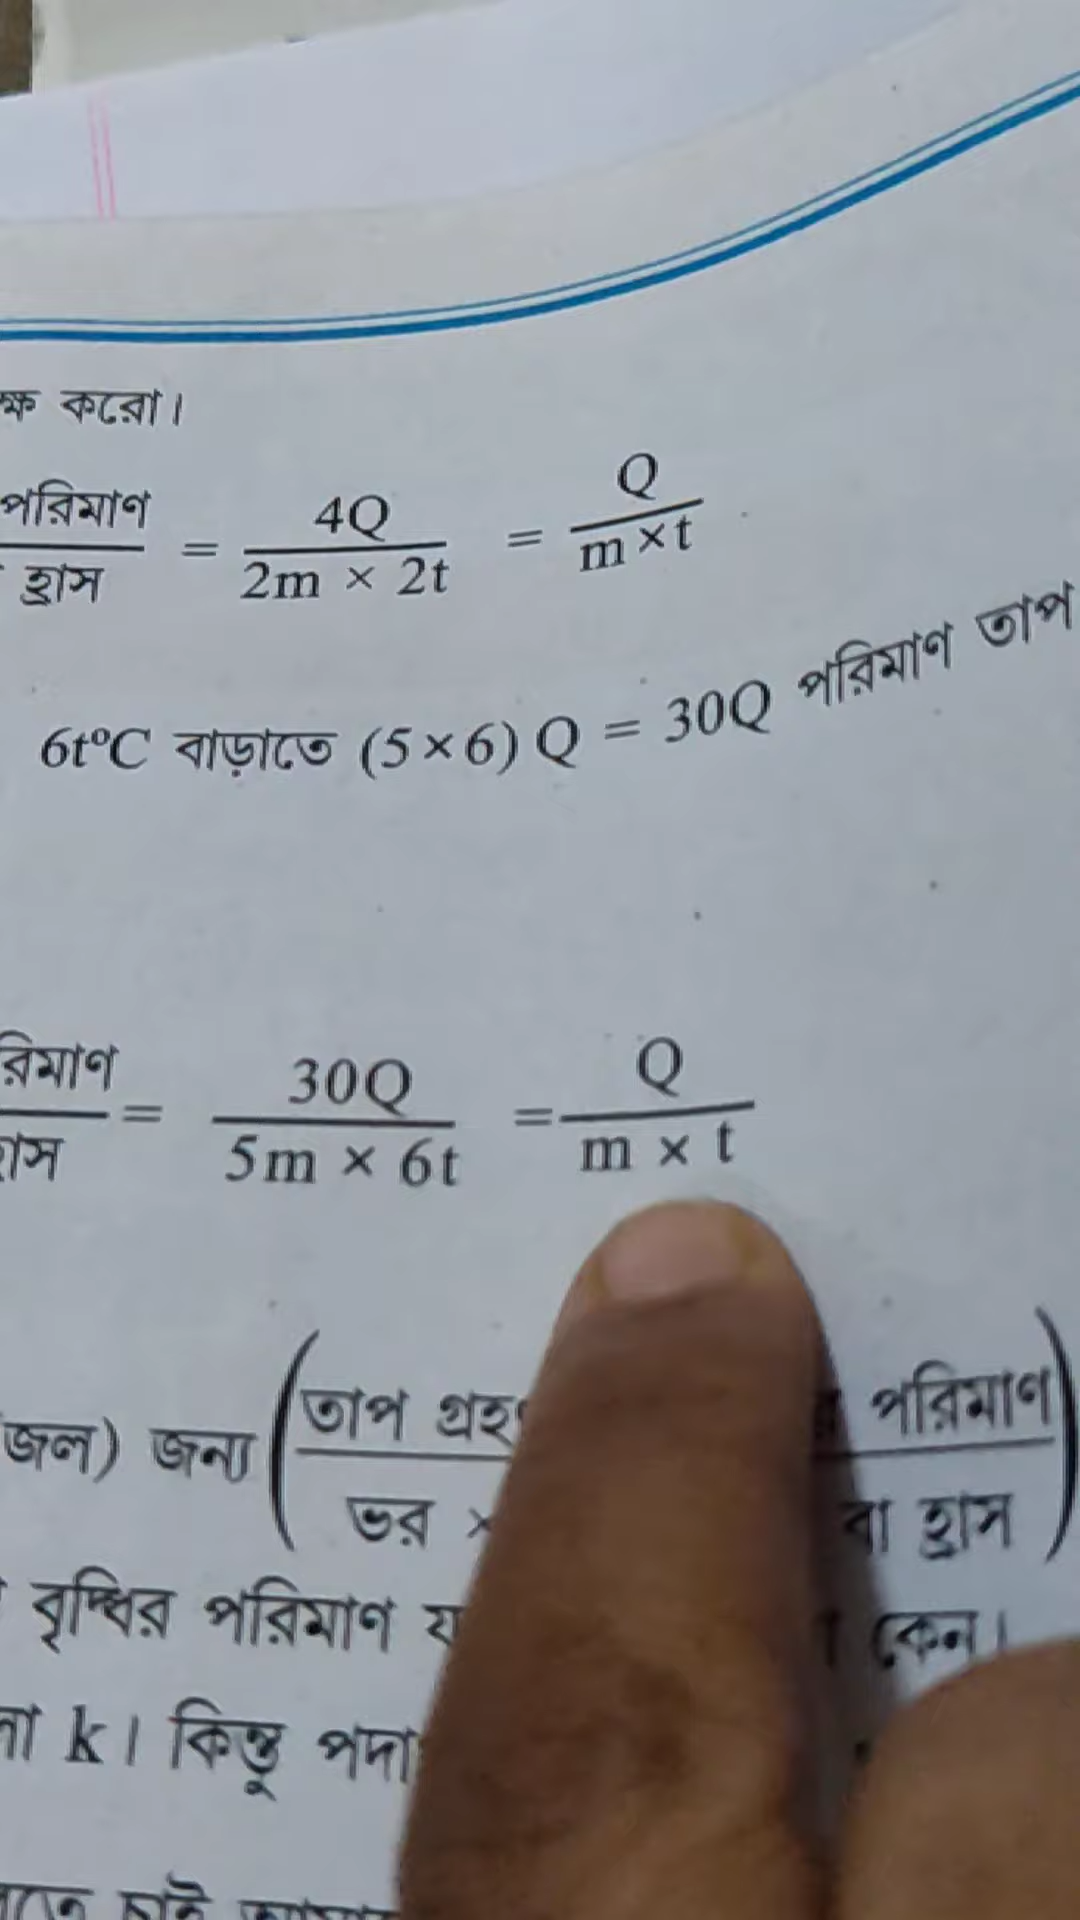 ক্ষ করো।
পরিমাণ / হ্রাস = 4Q / 2m × 2t = Q / m × t
6t°C বাড়াতে (5×6) Q = 30Q পরিমাণ তাপ
রিমাণ / হ্রাস = 30Q / 5m × 6t = Q / m × t
জল) জন্য (তাপ গ্রহ পরিমাণ / ভর × বা হ্রাস)
বৃদ্ধির পরিমাণ কেন।
k। কিন্তু